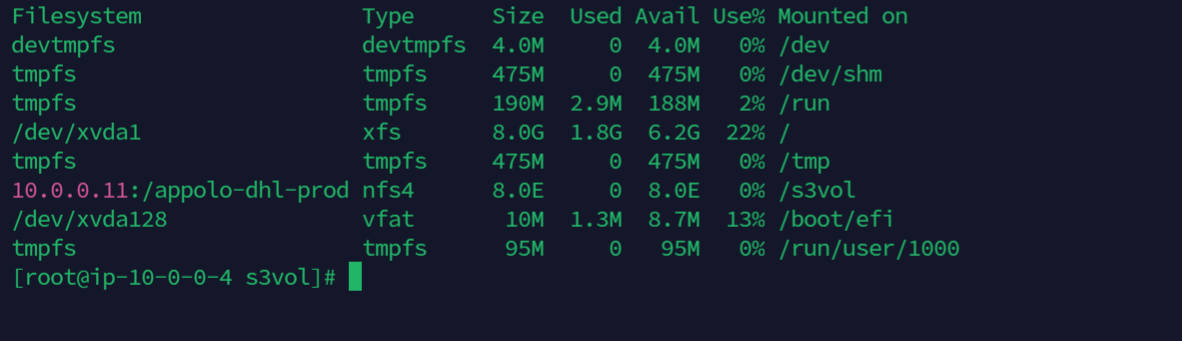 Filesystem Type Size Used Avail Use% Mounted on
devtmpfs devtmpfs 4.0M 0 4.0M 0% /dev
tmpfs tmpfs 475M 0 475M 0% /dev/shm
tmpfs tmpfs 190M 2.9M 188M 2% /run
/dev/xvda1 xfs 8.0G 1.8G 6.2G 22% /
tmpfs tmpfs 475M 0 475M 0% /tmp
10.0.0.11:/appolo-dhl-prod nfs4 8.0E 0 8.0E 0% /s3vol
/dev/xvda128 vfat 10M 1.3M 8.7M 13% /boot/efi
tmpfs tmpfs 95M 0 95M 0% /run/user/1000
[root@ip-10-0-0-4 s3vol]#